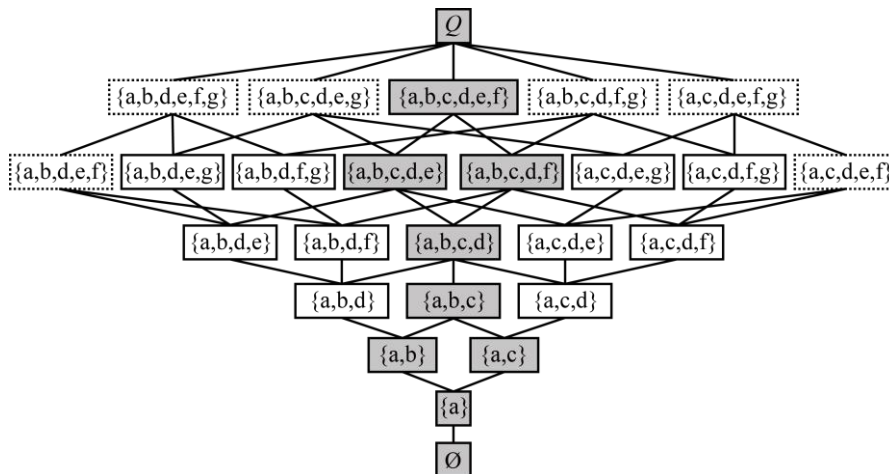 Q
{a,b,d,e,f,g} {a,b,c,d,e,g} {a,b,c,d,e,f} {a,b,c,d,f,g} {a,c,d,e,f,g}
{a,b,d,e,f} {a,b,d,e,g} {a,b,d,f,g} {a,b,c,d,e} {a,b,c,d,f} {a,c,d,e,g} {a,c,d,f,g} {a,c,d,e,f}
{a,b,d,e} {a,b,d,f} {a,b,c,d} {a,c,d,e} {a,c,d,f}
{a,b,d} {a,b,c} {a,c,d}
{a,b} {a,c}
{a}
Ø